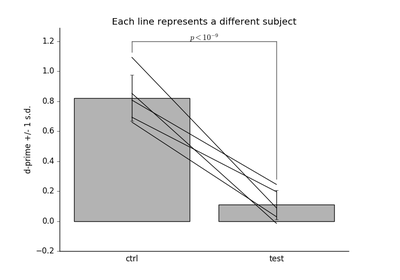 Each line represents a different subject
p < 10⁻⁹
1.2
1.0
0.8
0.6
0.4
0.2
0.0
−0.2
d-prime +/- 1 s.d.
ctrl test